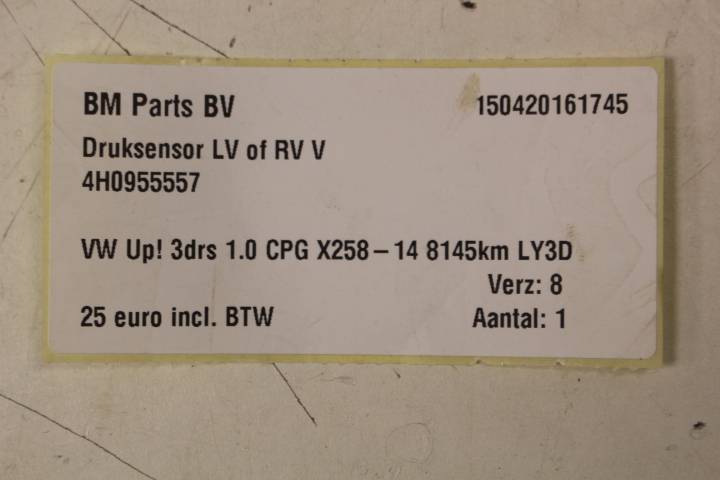 BM Parts BV 150420161745
Druksensor LV of RV V
4H0955557
VW Up! 3drs 1.0 CPG X258-14 8145km LY3D
Verz: 8
25 euro incl. BTW Aantal: 1